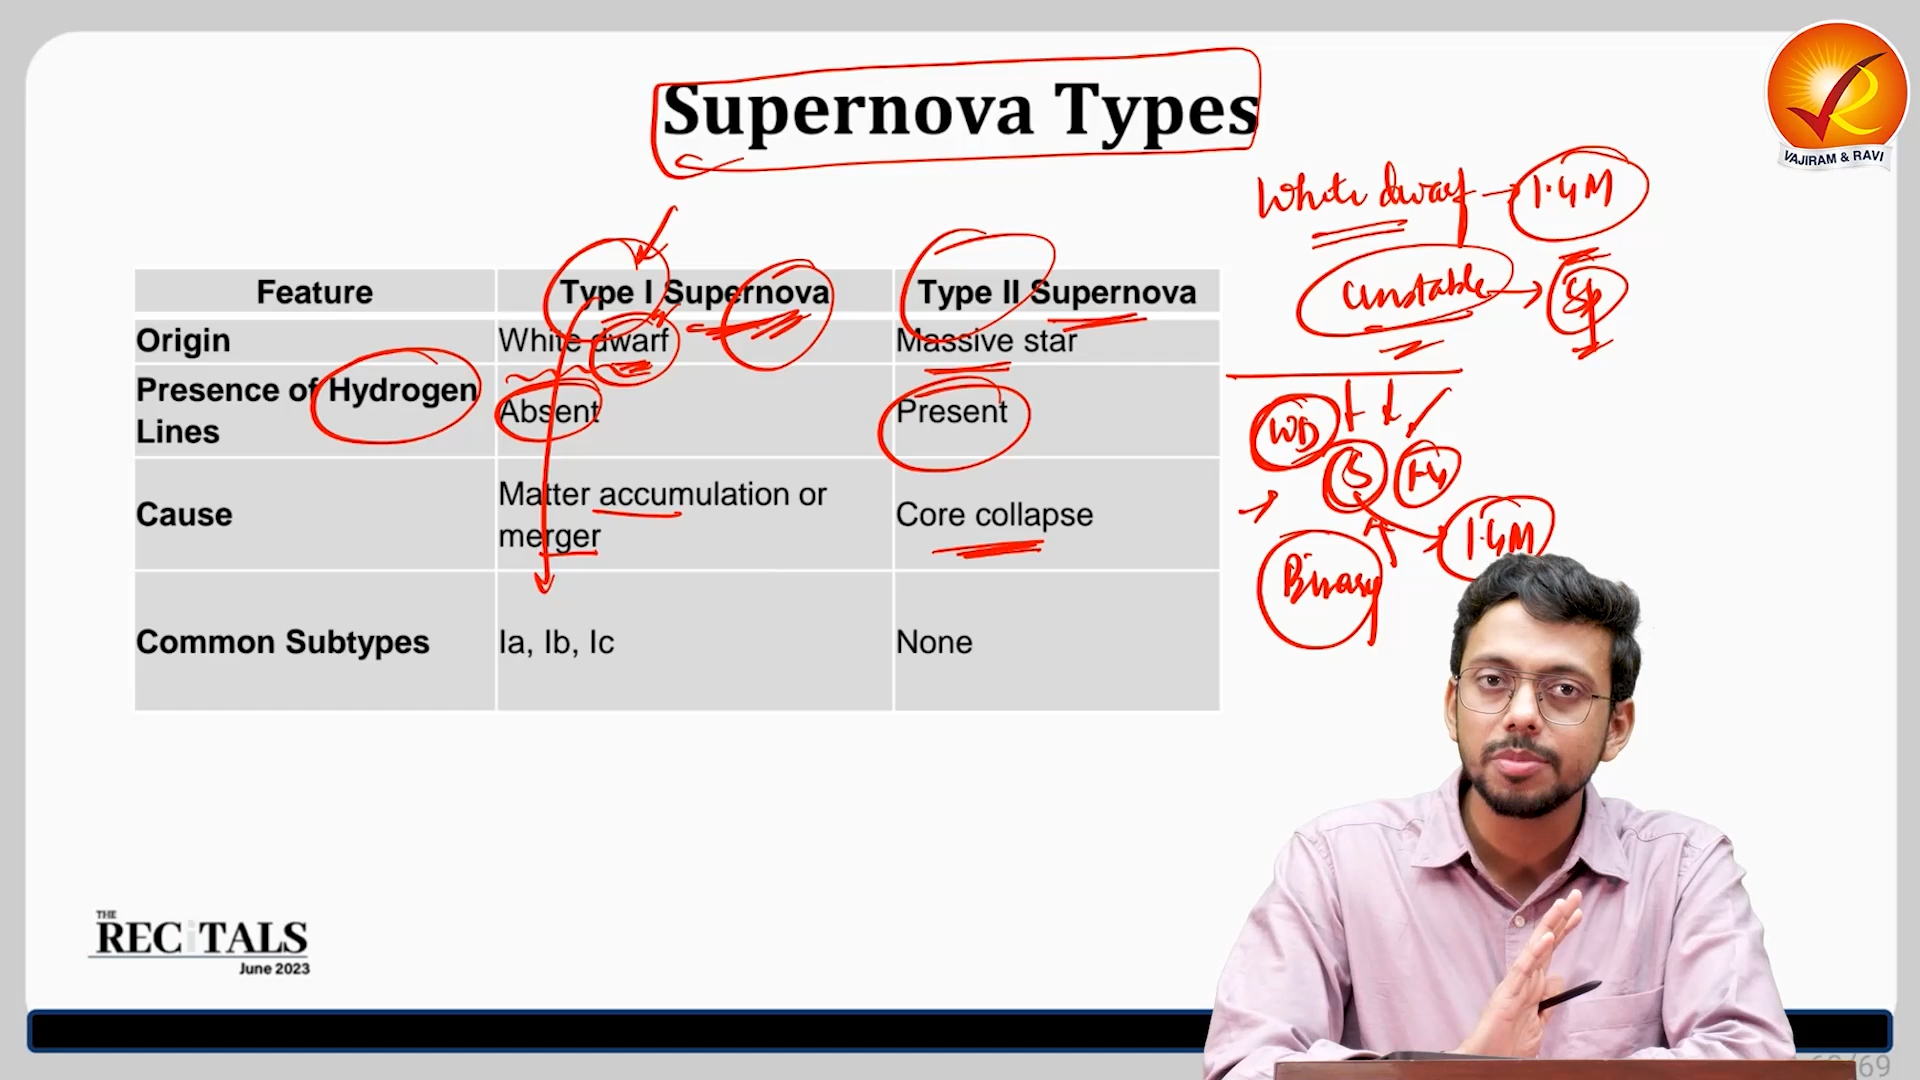 Supernova Types
VAJIRAM & RAVI
White dwarf → 1.4M
Unstable →
Feature Type I Supernova Type II Supernova
Origin White dwarf Massive star
Presence of Hydrogen Lines Absent Present
WD
Cause Matter accumulation or merger Core collapse
1.4M
Binary
Common Subtypes Ia, Ib, Ic None
THE
RECiTALS
June 2023
/69